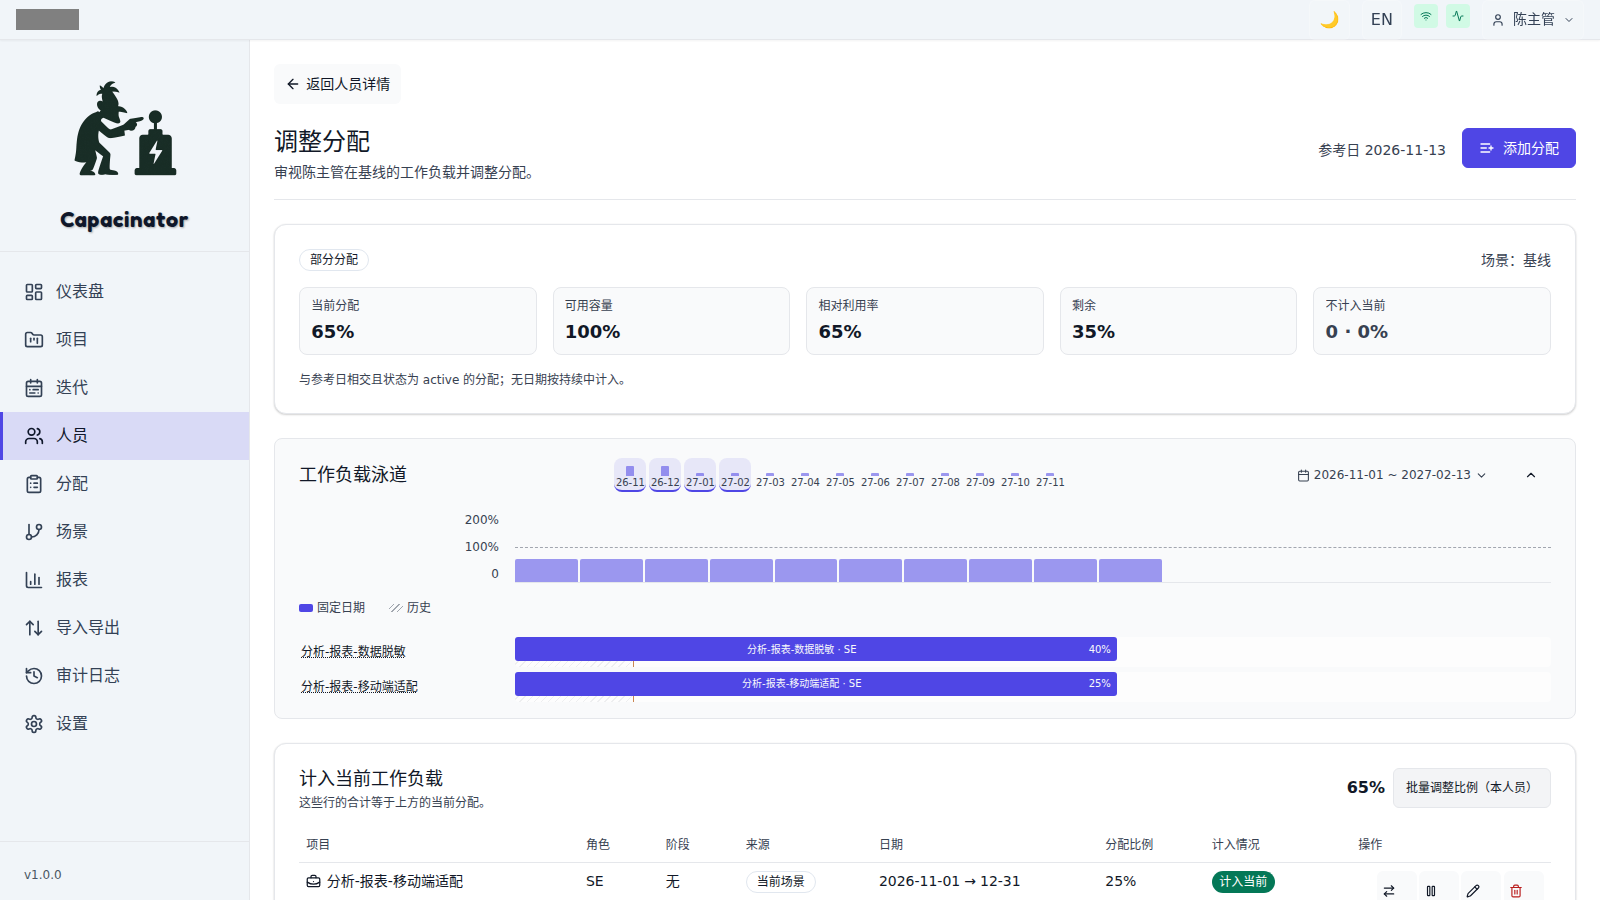 EN
陈主管
Capacinator
仪表盘
项目
迭代
人员
分配
场景
报表
导入导出
审计日志
设置
v1.0.0
返回人员详情
调整分配
审视陈主管在基线的工作负载并调整分配。
参考日 2026-11-13
添加分配
部分分配
场景：基线
当前分配
65%
可用容量
100%
相对利用率
65%
剩余
35%
不计入当前
0 · 0%
与参考日相交且状态为 active 的分配；无日期按持续中计入。
工作负载泳道
26-11 26-12 27-01 27-02 27-03 27-04 27-05 27-06 27-07 27-08 27-09 27-10 27-11
2026-11-01 ~ 2027-02-13
200%
100%
0
固定日期 历史
分析-报表-数据脱敏
分析-报表-数据脱敏 · SE 40%
分析-报表-移动端适配
分析-报表-移动端适配 · SE 25%
计入当前工作负载
这些行的合计等于上方的当前分配。
65%
批量调整比例（本人员）
项目 角色 阶段 来源 日期 分配比例 计入情况 操作
分析-报表-移动端适配 SE 无 当前场景 2026-11-01 → 12-31 25% 计入当前